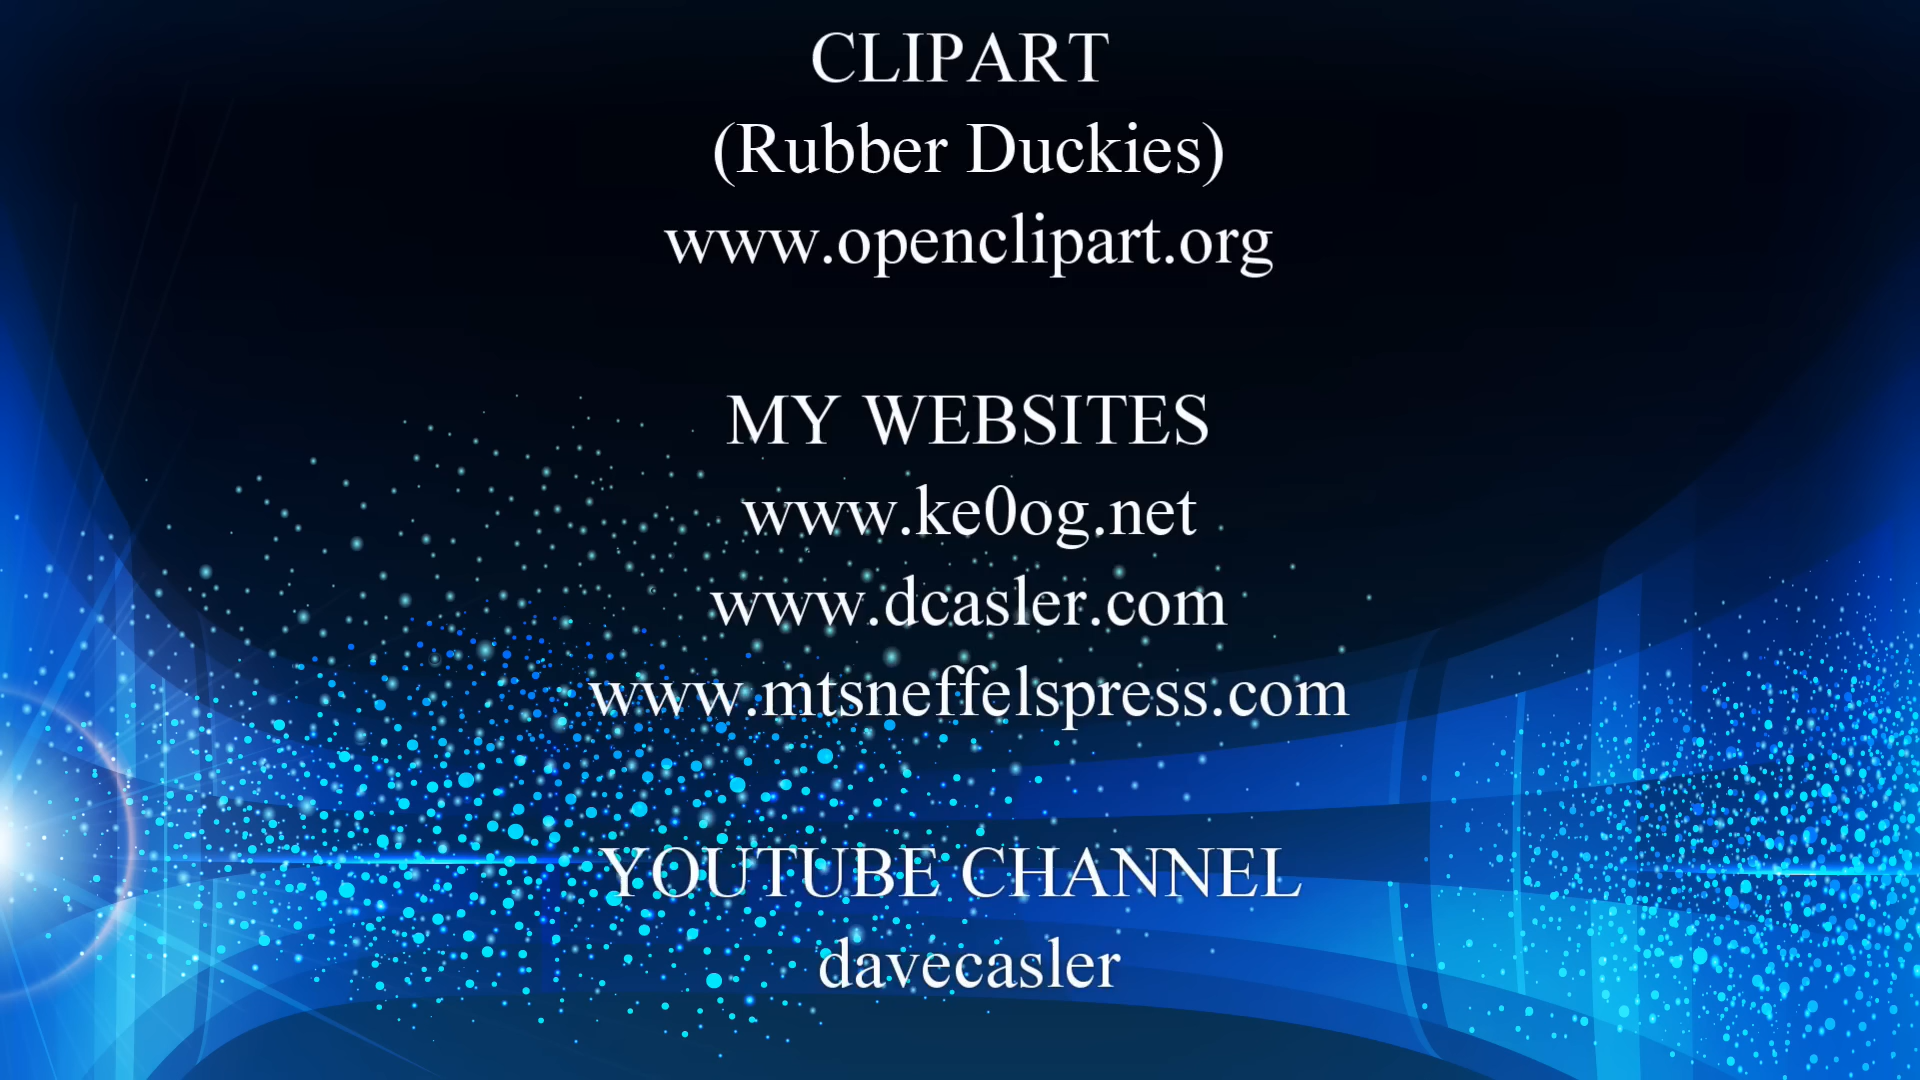 CLIPART
(Rubber Duckies)
www.openclipart.org
MY WEBSITES
www.ke0og.net
www.dcasler.com
www.mtsneffelspress.com
YOUTUBE CHANNEL
davecasler